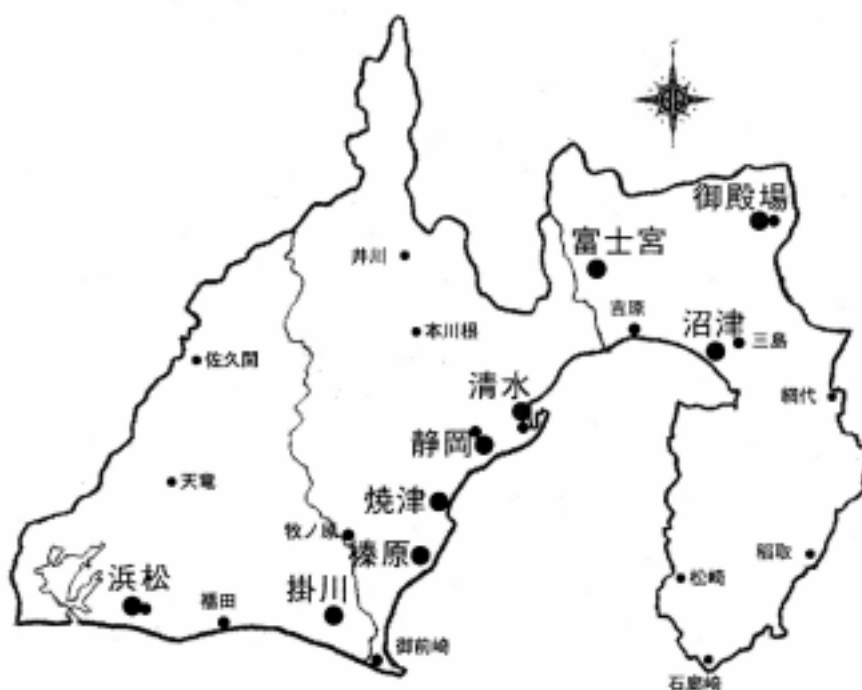 御殿場
富士宮
井川
吉原
本川根
沼津
三島
佐久間
清水
網代
静岡
天竜
焼津
牧ノ原
榛原
稲取
浜松
松崎
掛川
福田
御前崎
石廊崎